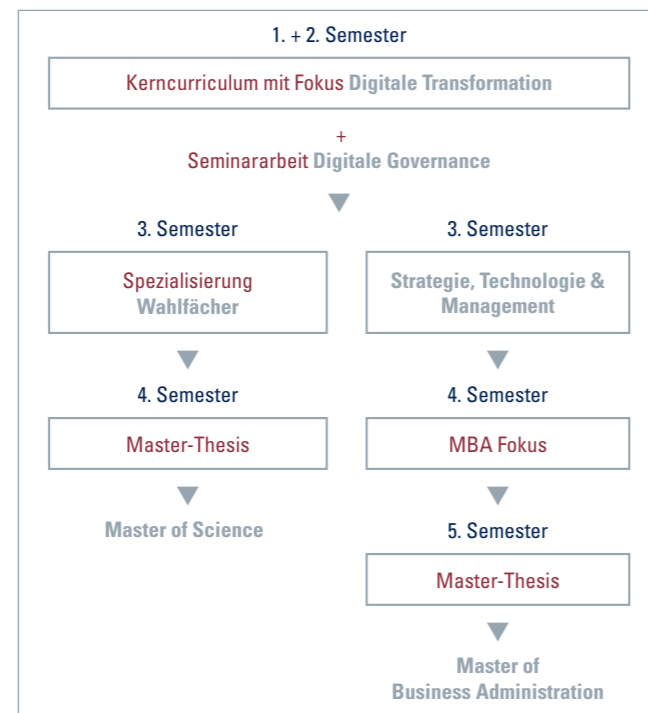 1. + 2. Semester
Kerncurriculum mit Fokus Digitale Transformation
+
Seminararbeit Digitale Governance
3. Semester
Spezialisierung
Wahlfächer
4. Semester
Master-Thesis
Master of Science
3. Semester
Strategie, Technologie &
Management
4. Semester
MBA Fokus
5. Semester
Master-Thesis
Master of
Business Administration